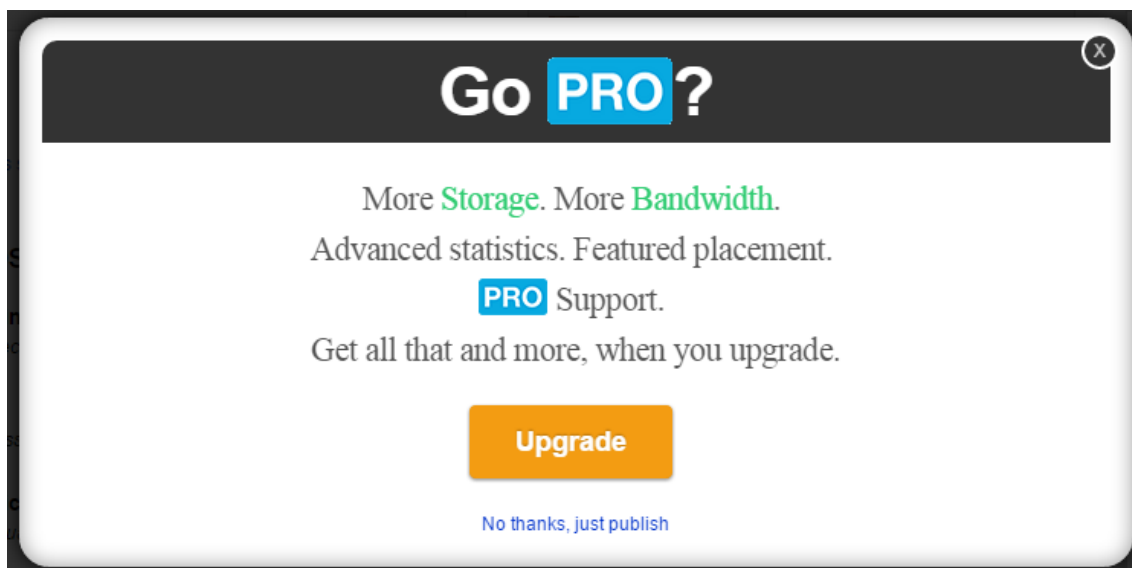 X
Go PRO?
More Storage. More Bandwidth.
Advanced statistics. Featured placement.
PRO Support.
Get all that and more, when you upgrade.
Upgrade
No thanks, just publish